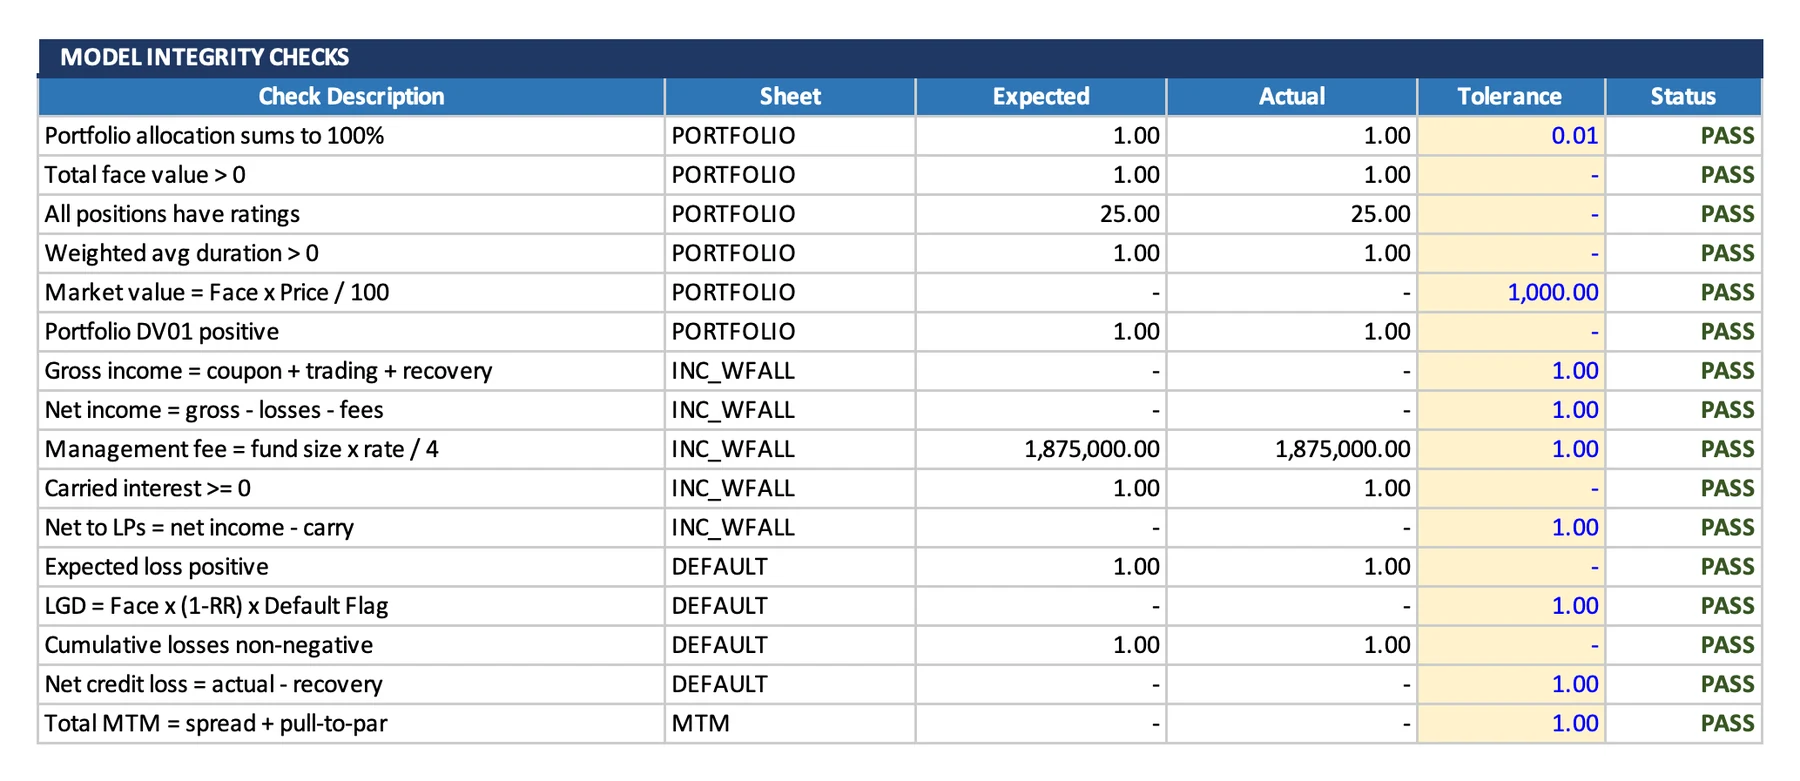 MODEL INTEGRITY CHECKS
Check Description Sheet Expected Actual Tolerance Status
Portfolio allocation sums to 100% PORTFOLIO 1.00 1.00 0.01 PASS
Total face value > 0 PORTFOLIO 1.00 1.00 - PASS
All positions have ratings PORTFOLIO 25.00 25.00 - PASS
Weighted avg duration > 0 PORTFOLIO 1.00 1.00 - PASS
Market value = Face x Price / 100 PORTFOLIO - - 1,000.00 PASS
Portfolio DV01 positive PORTFOLIO 1.00 1.00 - PASS
Gross income = coupon + trading + recovery INC_WFALL - - 1.00 PASS
Net income = gross - losses - fees INC_WFALL - - 1.00 PASS
Management fee = fund size x rate / 4 INC_WFALL 1,875,000.00 1,875,000.00 1.00 PASS
Carried interest >= 0 INC_WFALL 1.00 1.00 - PASS
Net to LPs = net income - carry INC_WFALL - - 1.00 PASS
Expected loss positive DEFAULT 1.00 1.00 - PASS
LGD = Face x (1-RR) x Default Flag DEFAULT - - 1.00 PASS
Cumulative losses non-negative DEFAULT 1.00 1.00 - PASS
Net credit loss = actual - recovery DEFAULT - - 1.00 PASS
Total MTM = spread + pull-to-par MTM - - 1.00 PASS